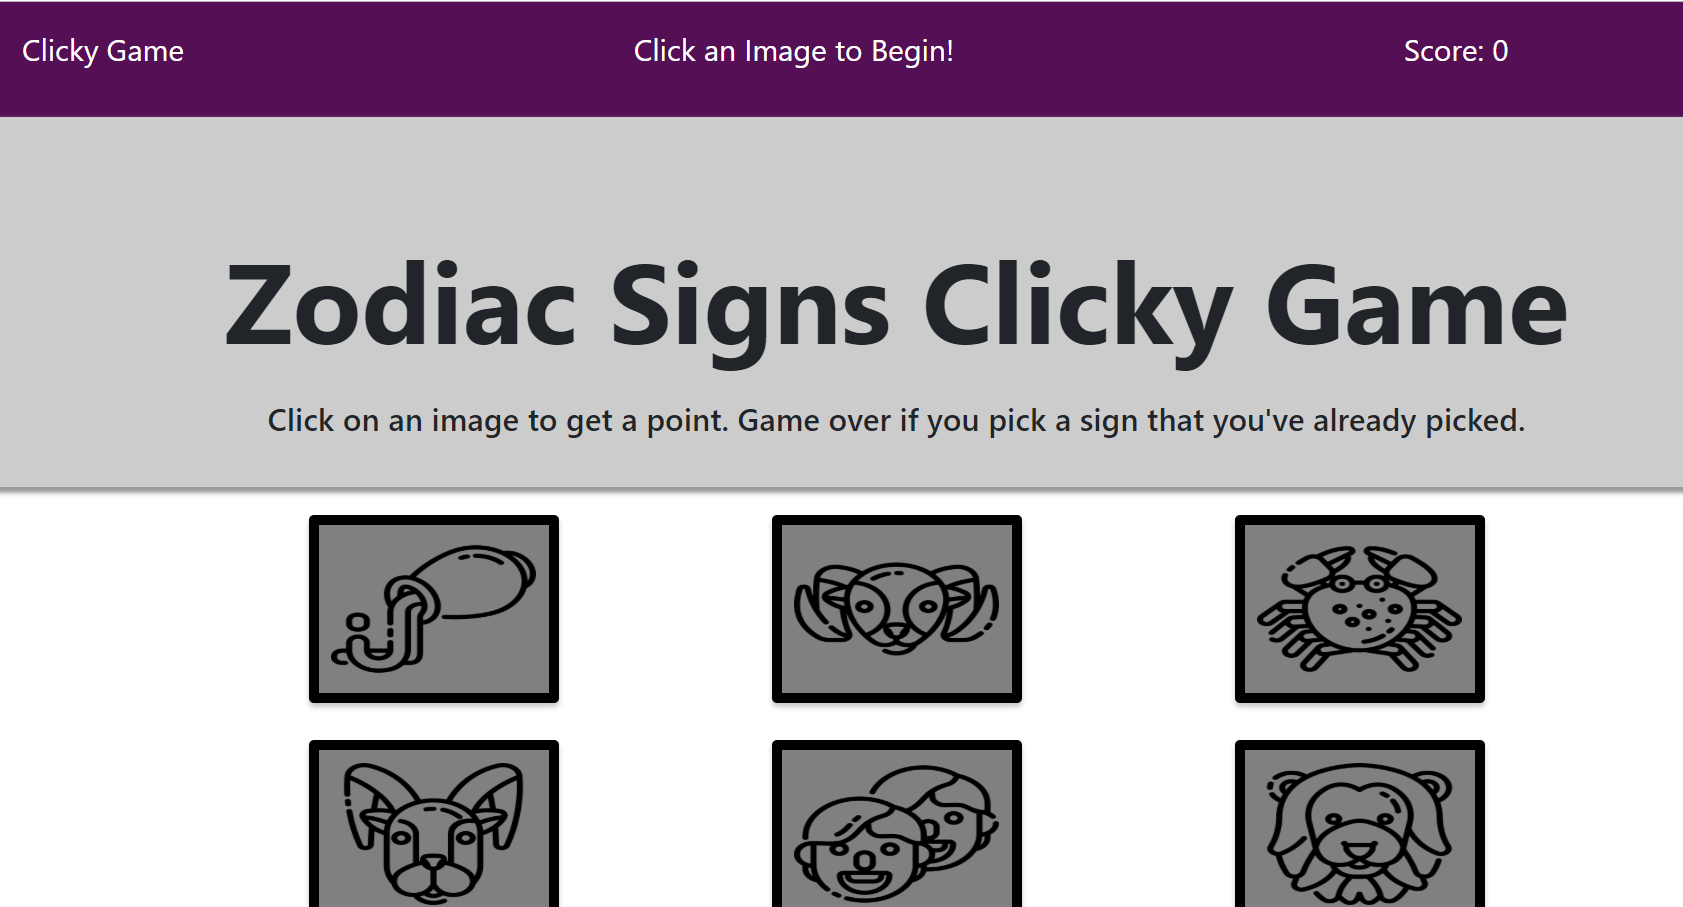 Clicky Game
Click an Image to Begin!
Score: 0
Zodiac Signs Clicky Game
Click on an image to get a point. Game over if you pick a sign that you've already picked.